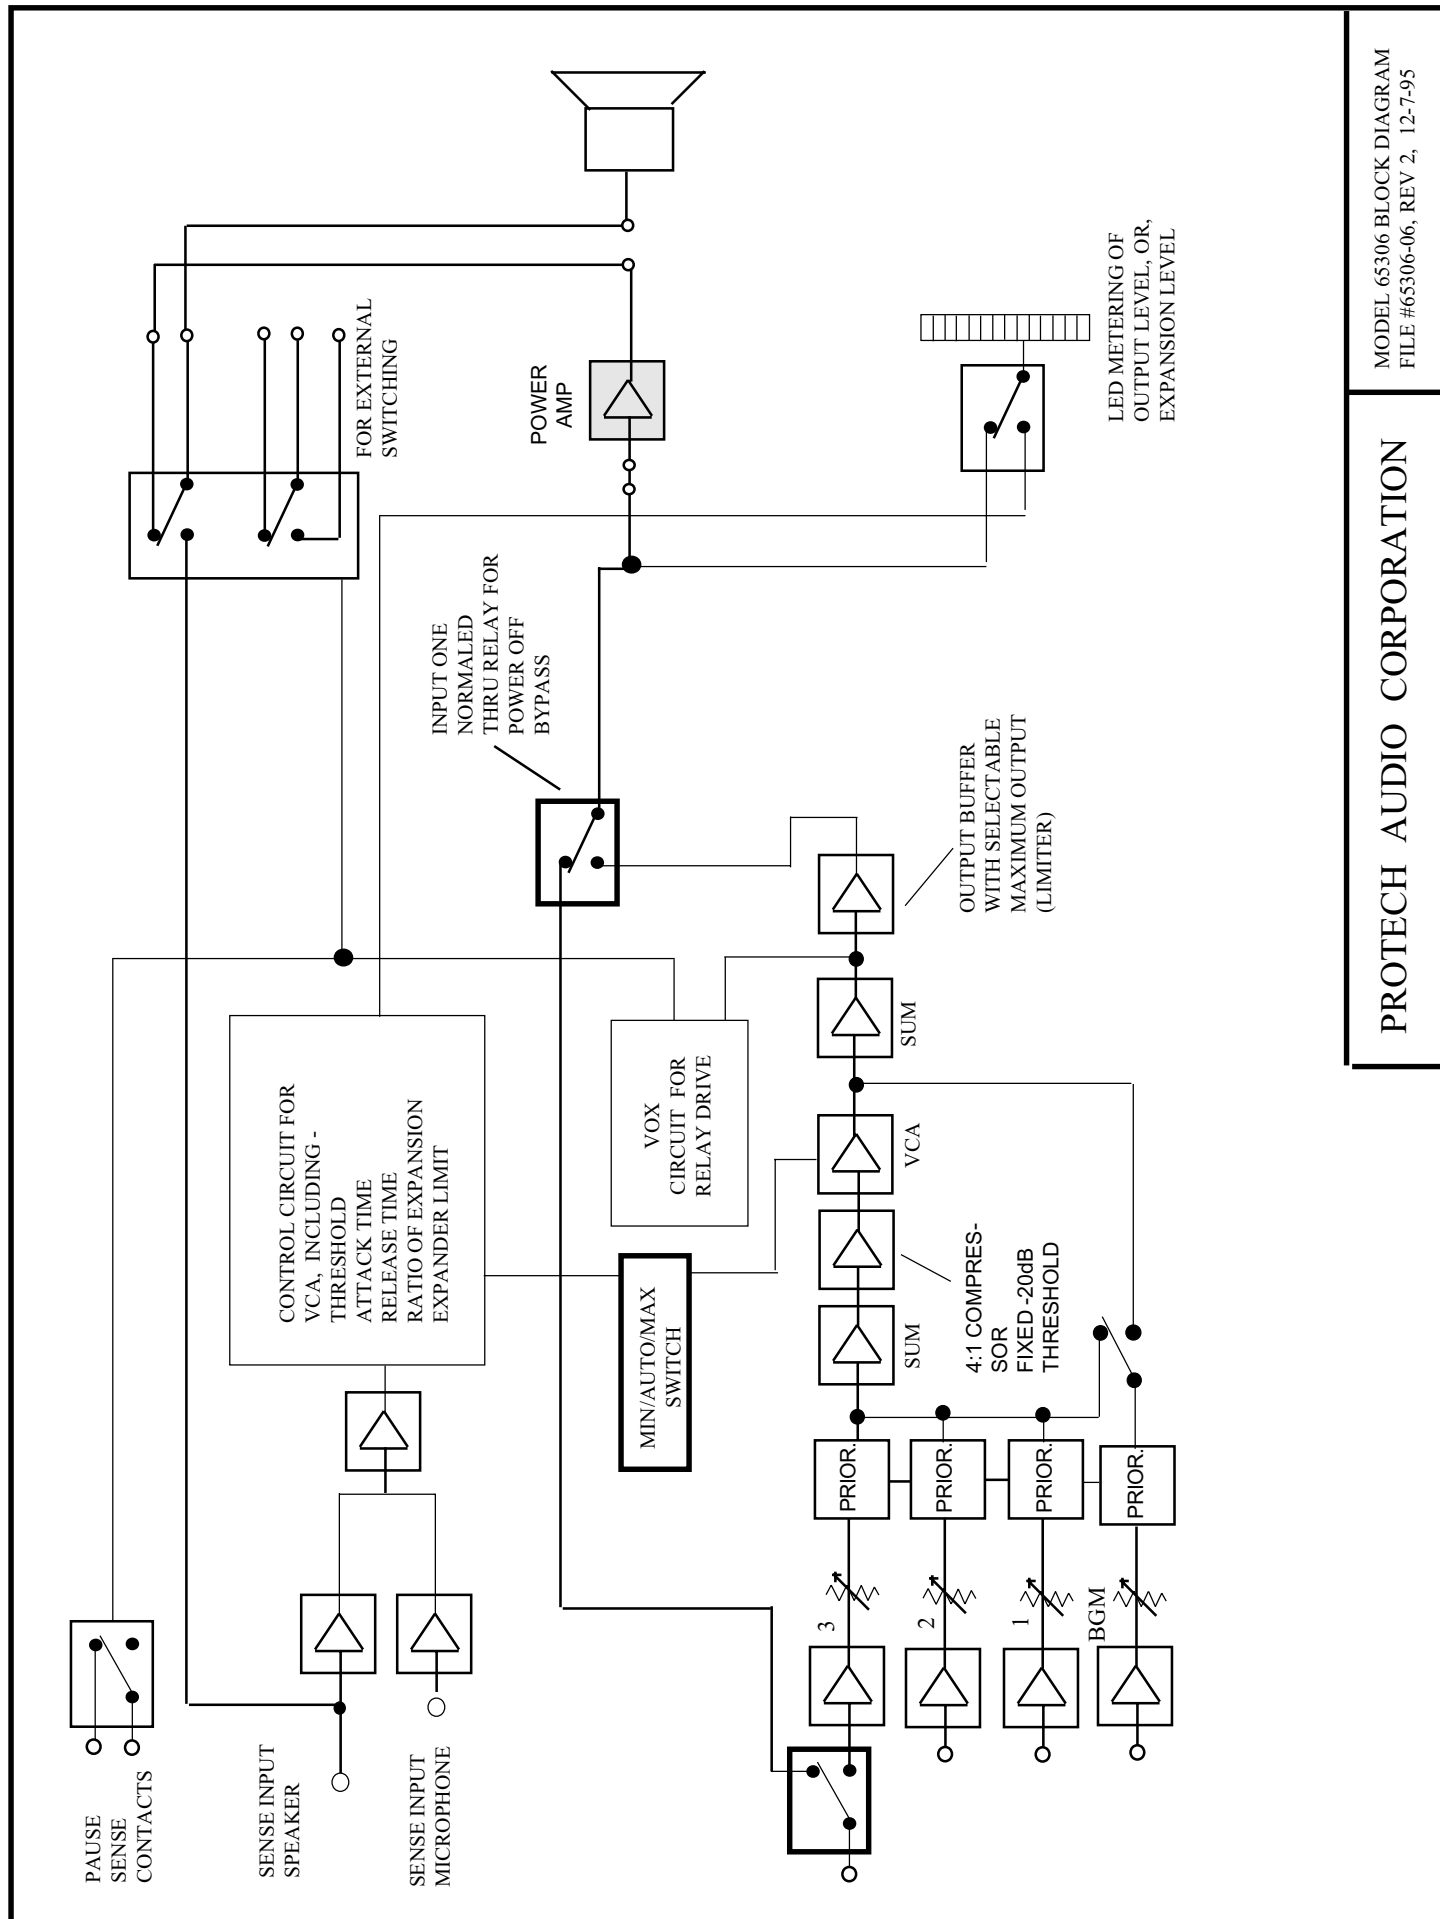 PAUSE
SENSE
CONTACTS
SENSE INPUT
SPEAKER
SENSE INPUT
MICROPHONE
CONTROL CIRCUIT FOR
VCA, INCLUDING -
THRESHOLD
ATTACK TIME
RELEASE TIME
RATIO OF EXPANSION
EXPANDER LIMIT
FOR EXTERNAL
SWITCHING
INPUT ONE
NORMALED
THRU RELAY FOR
POWER OFF
BYPASS
POWER
AMP
VOX
CIRCUIT FOR
RELAY DRIVE
MIN/AUTO/MAX
SWITCH
3
PRIOR.
2
PRIOR.
1
PRIOR.
BGM
PRIOR.
SUM
4:1 COMPRES-
SOR
FIXED -20dB
THRESHOLD
VCA
SUM
OUTPUT BUFFER
WITH SELECTABLE
MAXIMUM OUTPUT
(LIMITER)
LED METERING OF
OUTPUT LEVEL, OR,
EXPANSION LEVEL
PROTECH AUDIO CORPORATION
MODEL 65306 BLOCK DIAGRAM
FILE #65306-06, REV 2, 12-7-95